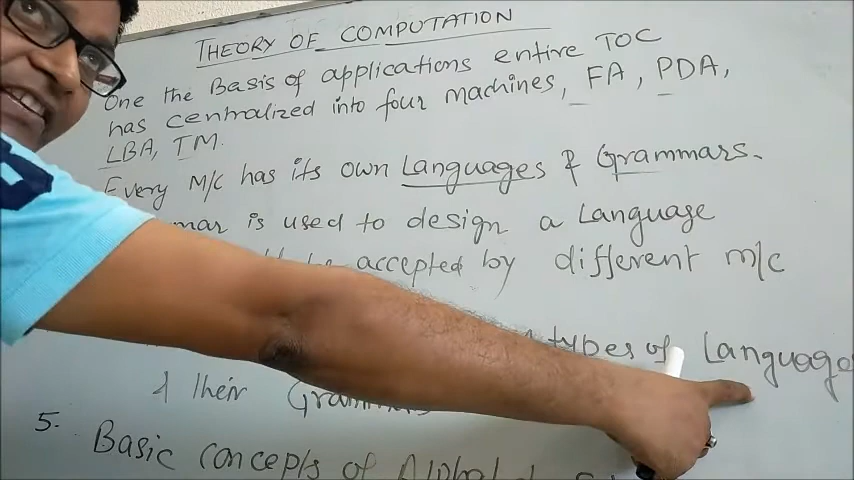 THEORY OF COMPUTATION
One the Basis of applications entire TOC
has centralized into four machines, FA, PDA,
LBA, TM.
Every M/c has its own Languages & Grammars.
is used to design a Language
accepted by different m/c
types of Language
& Their Grammars
5. Basic concepts of